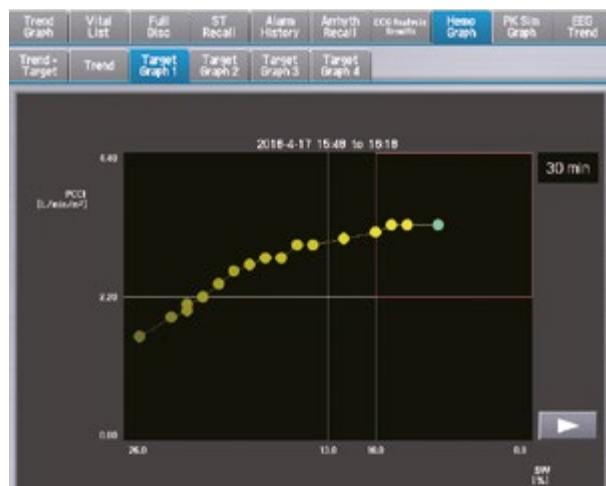 Trend Graph
Vital List
Full Disc
ST Recall
Alarm History
Arrhyth Recall
ECG Analysis Results
Hemo Graph
PK Sim Graph
EEG Trend
Trend + Target
Trend
Target Graph 1
Target Graph 2
Target Graph 3
Target Graph 4
2016-4-17 15:48 to 16:18
4.40
30 min
PCCI
[L/min/m²]
2.20
0.00
26.0
13.0
10.0
0.0
SVV
[%]